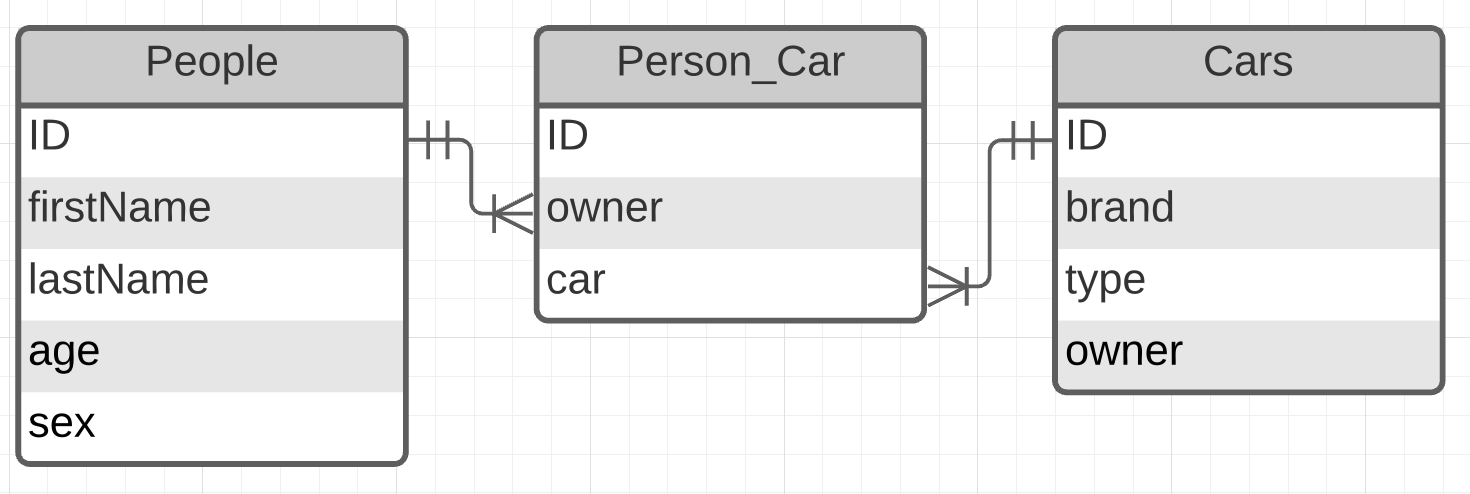 People
ID
firstName
lastName
age
sex
Person_Car
ID
owner
car
Cars
ID
brand
type
owner